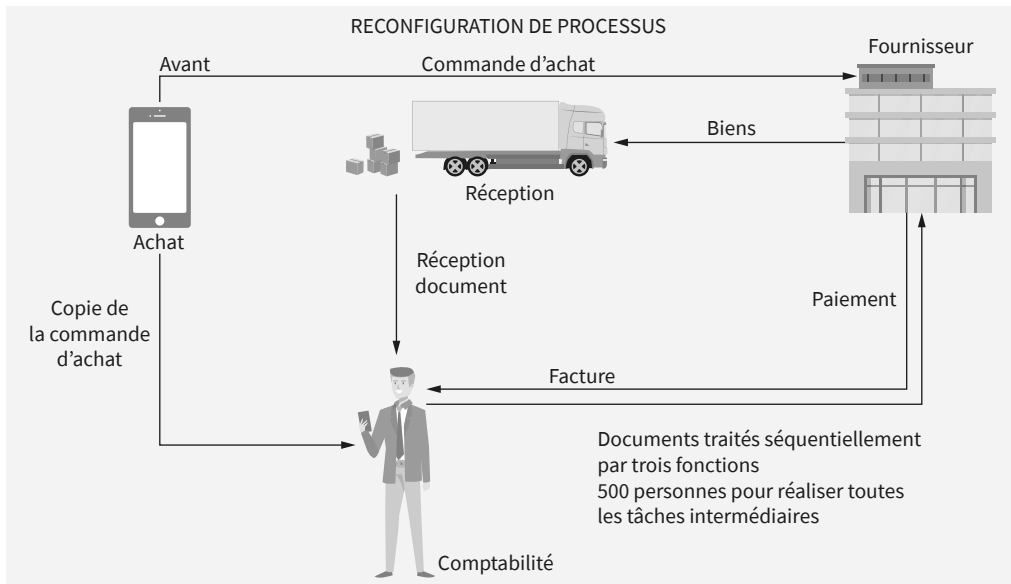 RECONFIGURATION DE PROCESSUS
Avant
Commande d'achat
Fournisseur
Biens
Réception
Achat
Réception
document
Copie de
la commande
d'achat
Paiement
Facture
Documents traités séquentiellement
par trois fonctions
500 personnes pour réaliser toutes
les tâches intermédiaires
Comptabilité